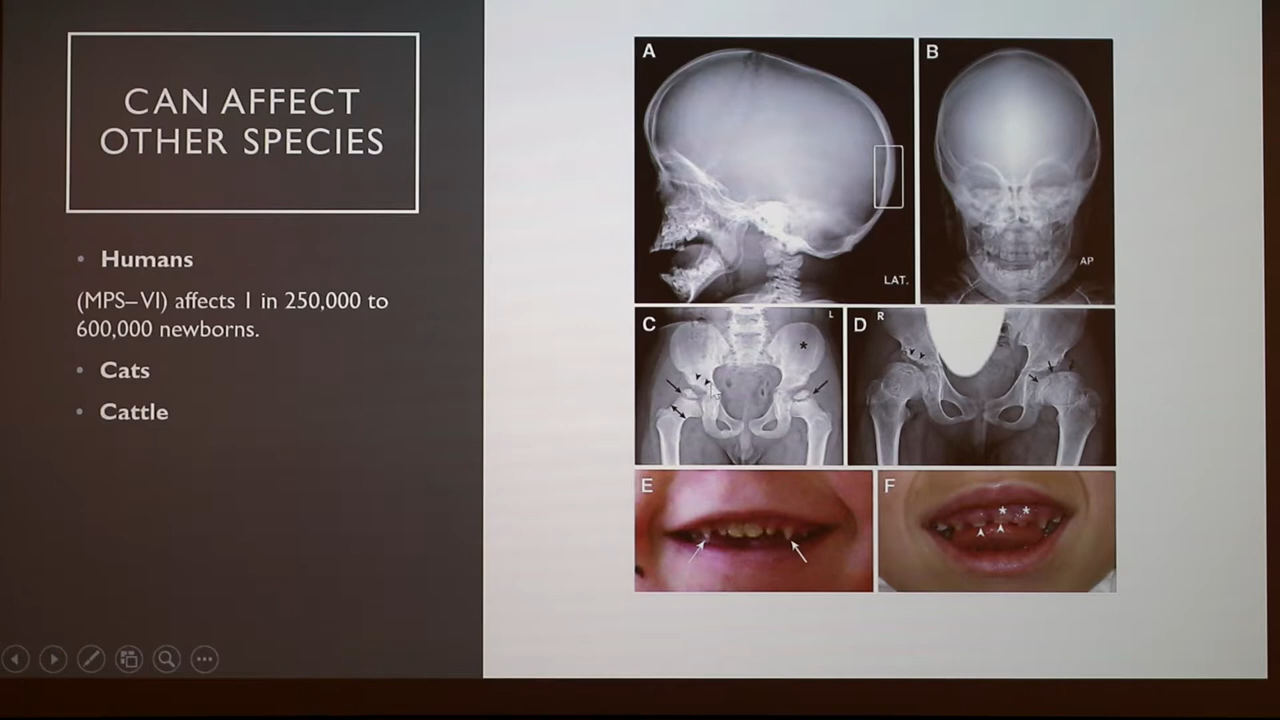 CAN AFFECT
OTHER SPECIES
• Humans
(MPS–VI) affects 1 in 250,000 to
600,000 newborns.
• Cats
• Cattle
A
LAT.
B
AP
C
L
*
D
R
E
F
* *